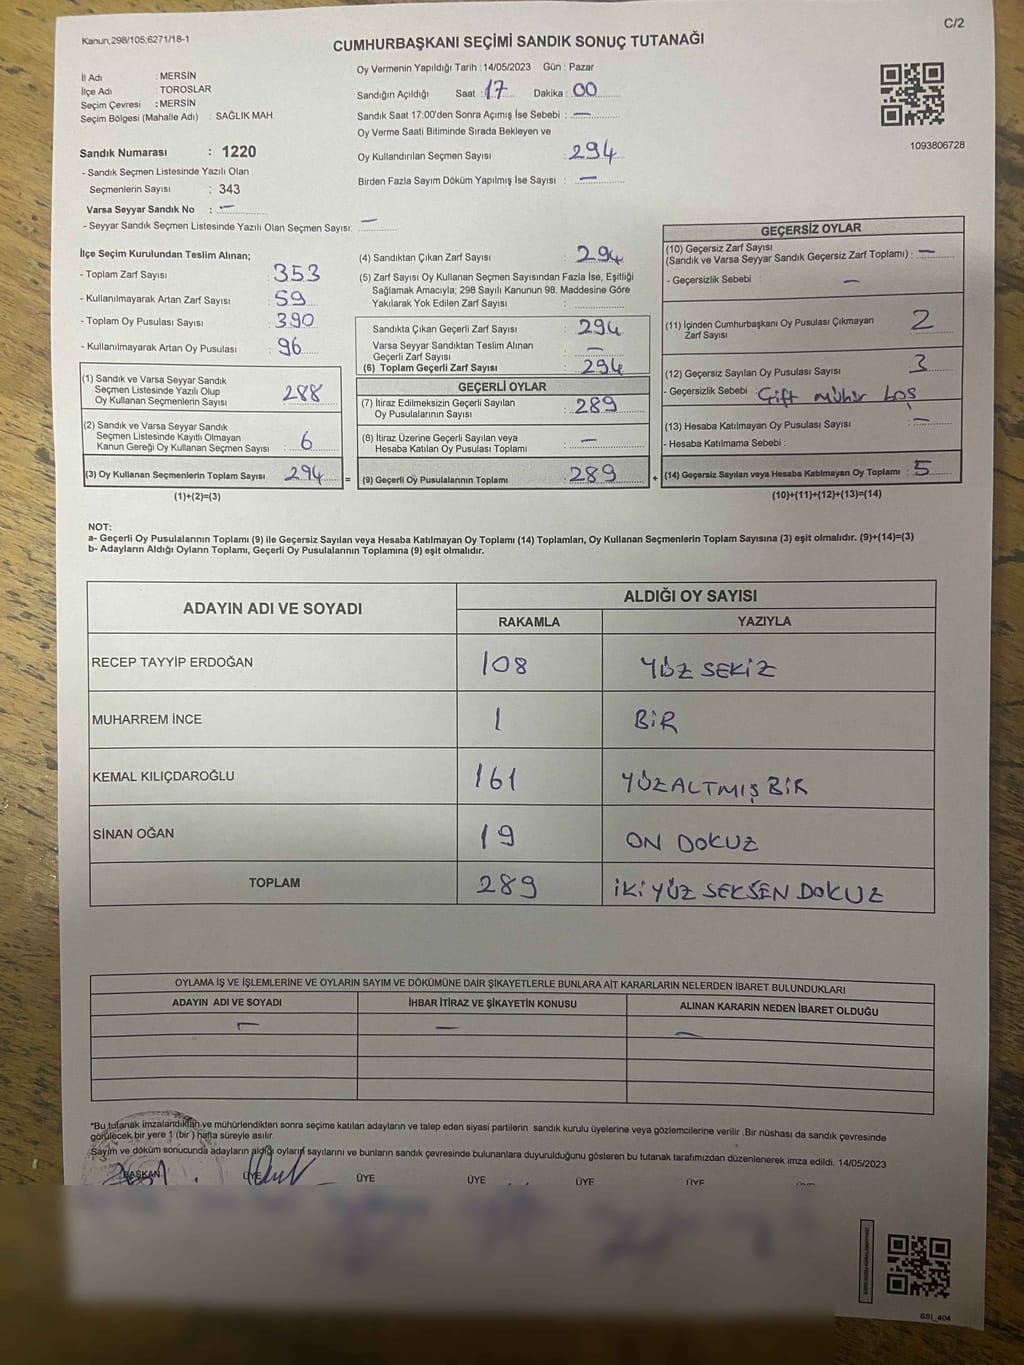 Kanun;298/105;6271/18-1
C/2
CUMHURBAŞKANI SEÇİMİ SANDIK SONUÇ TUTANAĞI
İl Adı : MERSİN
İlçe Adı : TOROSLAR
Seçim Çevresi : MERSİN
Seçim Bölgesi (Mahalle Adı) : SAĞLIK MAH.
Sandık Numarası : 1220
- Sandık Seçmen Listesinde Yazılı Olan
Seçmenlerin Sayısı : 343
Varsa Seyyar Sandık No : —
- Seyyar Sandık Seçmen Listesinde Yazılı Olan Seçmen Sayısı: —
Oy Vermenin Yapıldığı Tarih : 14/05/2023 Gün : Pazar
Sandığın Açıldığı Saat : 17 Dakika : 00
Sandık Saat 17:00'den Sonra Açımış İse Sebebi : —
Oy Verme Saati Bitiminde Sırada Bekleyen ve
Oy Kullandırılan Seçmen Sayısı : 294
Birden Fazla Sayım Döküm Yapılmış İse Sayısı : —
1093806728
İlçe Seçim Kurulundan Teslim Alınan;
- Toplam Zarf Sayısı : 353
- Kullanılmayarak Artan Zarf Sayısı : 59
- Toplam Oy Pusulası Sayısı : 390
- Kullanılmayarak Artan Oy Pusulası : 96
(1) Sandık ve Varsa Seyyar Sandık
Seçmen Listesinde Yazılı Olup
Oy Kullanan Seçmenlerin Sayısı : 288
(2) Sandık ve Varsa Seyyar Sandık
Seçmen Listesinde Kayıtlı Olmayan
Kanun Gereği Oy Kullanan Seçmen Sayısı : 6
(3) Oy Kullanan Seçmenlerin Toplam Sayısı : 294 =
(1)+(2)=(3)
(4) Sandıktan Çıkan Zarf Sayısı : 294
(5) Zarf Sayısı Oy Kullanan Seçmen Sayısından Fazla İse, Eşitliği
Sağlamak Amacıyla; 298 Sayılı Kanunun 98. Maddesine Göre
Yakılarak Yok Edilen Zarf Sayısı :
Sandıkta Çıkan Geçerli Zarf Sayısı : 294
Varsa Seyyar Sandıktan Teslim Alınan
Geçerli Zarf Sayısı : —
(6) Toplam Geçerli Zarf Sayısı : 294
GEÇERLİ OYLAR
(7) İtiraz Edilmeksizin Geçerli Sayılan
Oy Pusulalarının Sayısı : 289
(8) İtiraz Üzerine Geçerli Sayılan veya
Hesaba Katılan Oy Pusulası Toplamı : —
(9) Geçerli Oy Pusulalarının Toplamı : 289 +
GEÇERSİZ OYLAR
(10) Geçersiz Zarf Sayısı
(Sandık ve Varsa Seyyar Sandık Geçersiz Zarf Toplamı) : —
- Geçersizlik Sebebi : —
(11) İçinden Cumhurbaşkanı Oy Pusulası Çıkmayan
Zarf Sayısı : 2
(12) Geçersiz Sayılan Oy Pusulası Sayısı : 3
- Geçersizlik Sebebi : Çift mühür boş
(13) Hesaba Katılmayan Oy Pusulası Sayısı : —
- Hesaba Katılmama Sebebi :
(14) Geçersiz Sayılan veya Hesaba Katılmayan Oy Toplamı : 5
(10)+(11)+(12)+(13)=(14)
NOT:
a- Geçerli Oy Pusulalarının Toplamı (9) ile Geçersiz Sayılan veya Hesaba Katılmayan Oy Toplamı (14) Toplamları, Oy Kullanan Seçmenlerin Toplam Sayısına (3) eşit olmalıdır. (9)+(14)=(3)
b- Adayların Aldığı Oyların Toplamı, Geçerli Oy Pusulalarının Toplamına (9) eşit olmalıdır.
ADAYIN ADI VE SOYADI ALDIĞI OY SAYISI
RAKAMLA YAZIYLA
RECEP TAYYİP ERDOĞAN 108 YÜZ SEKİZ
MUHARREM İNCE 1 BİR
KEMAL KILIÇDAROĞLU 161 YÜZALTMIŞ BİR
SİNAN OĞAN 19 ON DOKUZ
TOPLAM 289 İKİYÜZ SEKSEN DOKUZ
OYLAMA İŞ VE İŞLEMLERİNE VE OYLARIN SAYIM VE DÖKÜMÜNE DAİR ŞİKAYETLERLE BUNLARA AİT KARARLARIN NELERDEN İBARET BULUNDUKLARI
ADAYIN ADI VE SOYADI İHBAR İTİRAZ VE ŞİKAYETİN KONUSU ALINAN KARARIN NEDEN İBARET OLDUĞU
— — —
*Bu tutanak imzalandıktan ve mühürlendikten sonra seçime katılan adayların ve talep eden siyasi partilerin sandık kurulu üyelerine veya gözlemcilerine verilir .Bir nüshası da sandık çevresinde
görülecek bir yere 1 (bir ) hafta süreyle asılır.
Sayım ve döküm sonucunda adayların aldığı oyların sayılarını ve bunların sandık çevresinde bulunanlara duyurulduğunu gösteren bu tutanak tarafımızdan düzenlenerek imza edildi. 14/05/2023
BAŞKAN ÜYE ÜYE ÜYE ÜYE ÜYE
SSI_404